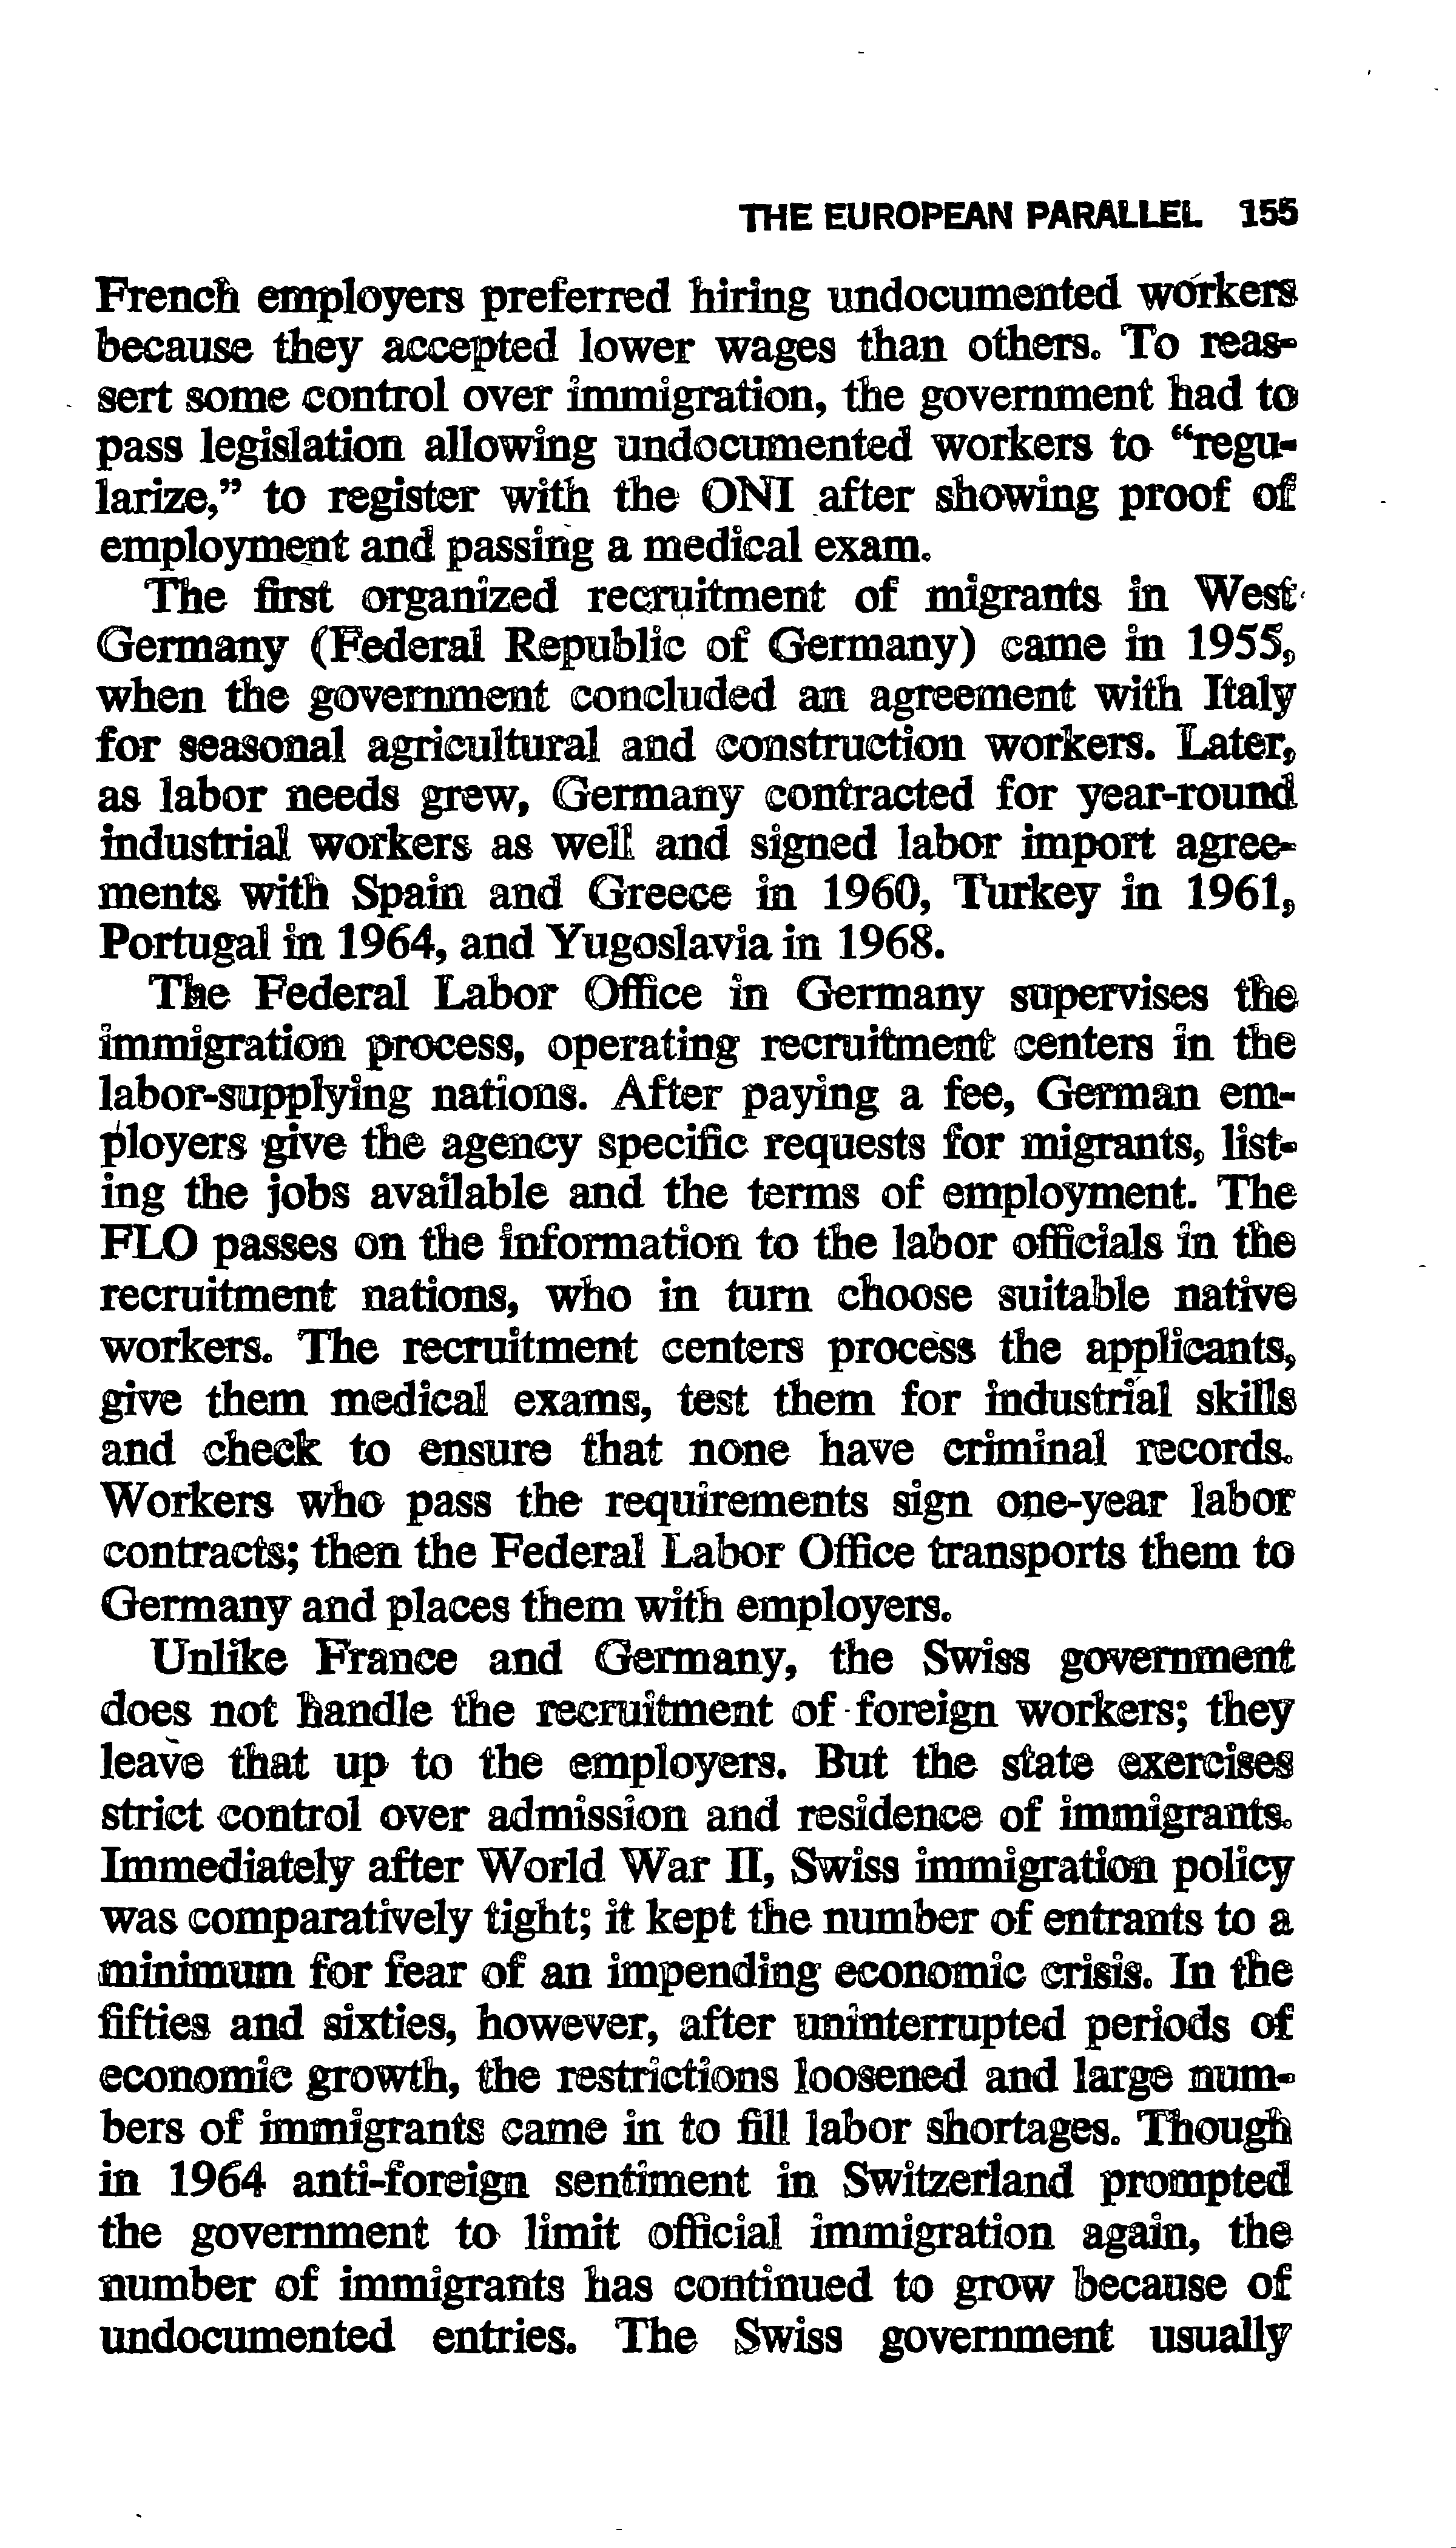 THE EUROPEAN PARALLEL 155
French employers preferred hiring undocumented workers
because they accepted lower wages than others. To reas-
sert some control over immigration, the government had to
pass legislation allowing undocumented workers to “regu-
larize,” to register with the ONI after showing proof of
employment and passing a medical exam.
The first organized recruitment of migrants in West
Germany (Federal Republic of Germany) came in 1955,
when the government concluded an agreement with Italy
for seasonal agricultural and construction workers. Later,
as labor needs grew, Germany contracted for year-round
industrial workers as well and signed labor import agree-
ments with Spain and Greece in 1960, Turkey in 1961,
Portugal in 1964, and Yugoslavia in 1968.
The Federal Labor Office in Germany supervises the
immigration process, operating recruitment centers in the
labor-supplying nations. After paying a fee, German em-
ployers give the agency specific requests for migrants, list-
ing the jobs available and the terms of employment. The
FLO passes on the information to the labor officials in the
recruitment nations, who in turn choose suitable native
workers. The recruitment centers process the applicants,
give them medical exams, test them for industrial skills
and check to ensure that none have criminal records.
Workers who pass the requirements sign one-year labor
contracts; then the Federal Labor Office transports them to
Germany and places them with employers.
Unlike France and Germany, the Swiss government
does not handle the recruitment of foreign workers; they
leave that up to the employers. But the state exercises
strict control over admission and residence of immigrants.
Immediately after World War II, Swiss immigration policy
was comparatively tight; it kept the number of entrants to a
minimum for fear of an impending economic crisis. In the
fifties and sixties, however, after uninterrupted periods of
economic growth, the restrictions loosened and large num-
bers of immigrants came in to fill labor shortages. Though
in 1964 anti-foreign sentiment in Switzerland prompted
the government to limit official immigration again, the
number of immigrants has continued to grow because of
undocumented entries. The Swiss government usually